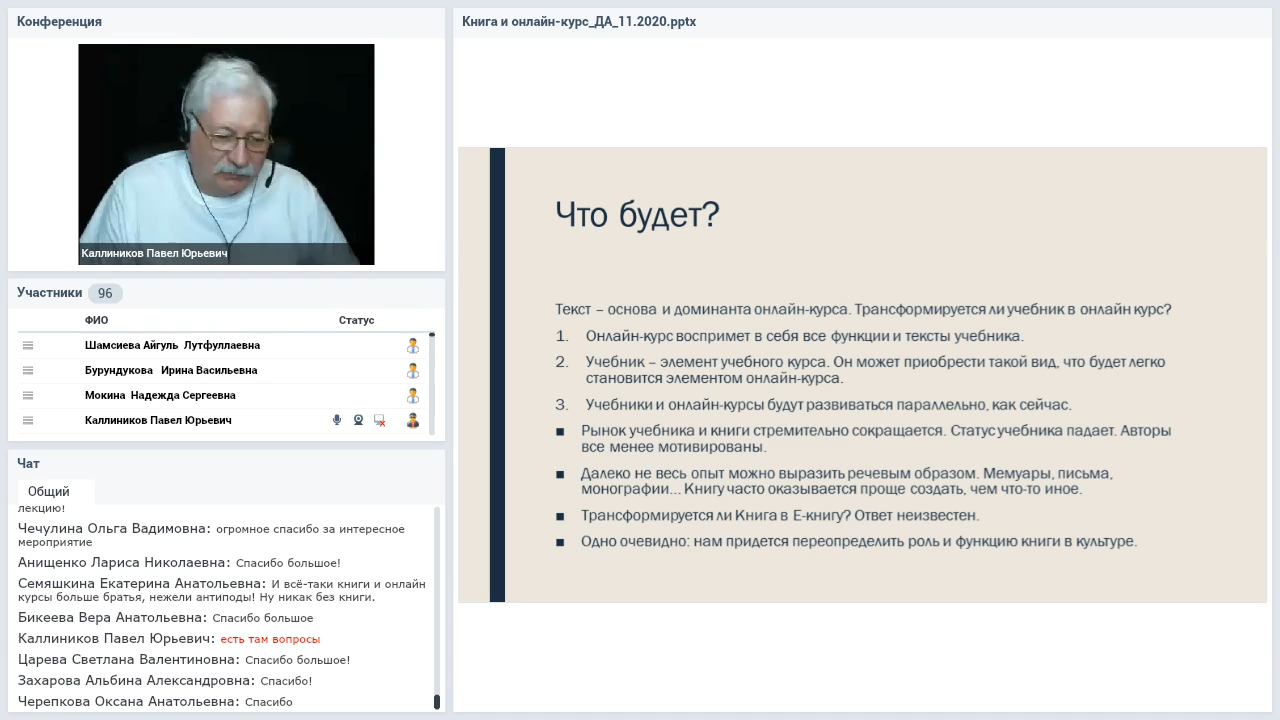 Конференция
Каллиников Павел Юрьевич
Участники 96
ФИО Статус
Шамсиева Айгуль Лутфуллаевна
Бурундукова Ирина Васильевна
Мокина Надежда Сергеевна
Каллиников Павел Юрьевич
Чат
Общий
лекцию!
Чечулина Ольга Вадимовна: огромное спасибо за интересное
мероприятие
Анищенко Лариса Николаевна: Спасибо большое!
Семяшкина Екатерина Анатольевна: И всё-таки книги и онлайн
курсы больше братья, нежели антиподы! Ну никак без книги.
Бикеева Вера Анатольевна: Спасибо большое
Каллиников Павел Юрьевич: есть там вопросы
Царева Светлана Валентиновна: Спасибо большое!
Захарова Альбина Александровна: Спасибо!
Черепкова Оксана Анатольевна: Спасибо
Книга и онлайн-курс_ДА_11.2020.pptx
Что будет?
Текст – основа и доминанта онлайн-курса. Трансформируется ли учебник в онлайн курс?
1. Онлайн-курс воспримет в себя все функции и тексты учебника.
2. Учебник – элемент учебного курса. Он может приобрести такой вид, что будет легко
становится элементом онлайн-курса.
3. Учебники и онлайн-курсы будут развиваться параллельно, как сейчас.
■ Рынок учебника и книги стремительно сокращается. Статус учебника падает. Авторы
все менее мотивированы.
■ Далеко не весь опыт можно выразить речевым образом. Мемуары, письма,
монографии... Книгу часто оказывается проще создать, чем что-то иное.
■ Трансформируется ли Книга в Е-книгу? Ответ неизвестен.
■ Одно очевидно: нам придется переопределить роль и функцию книги в культуре.